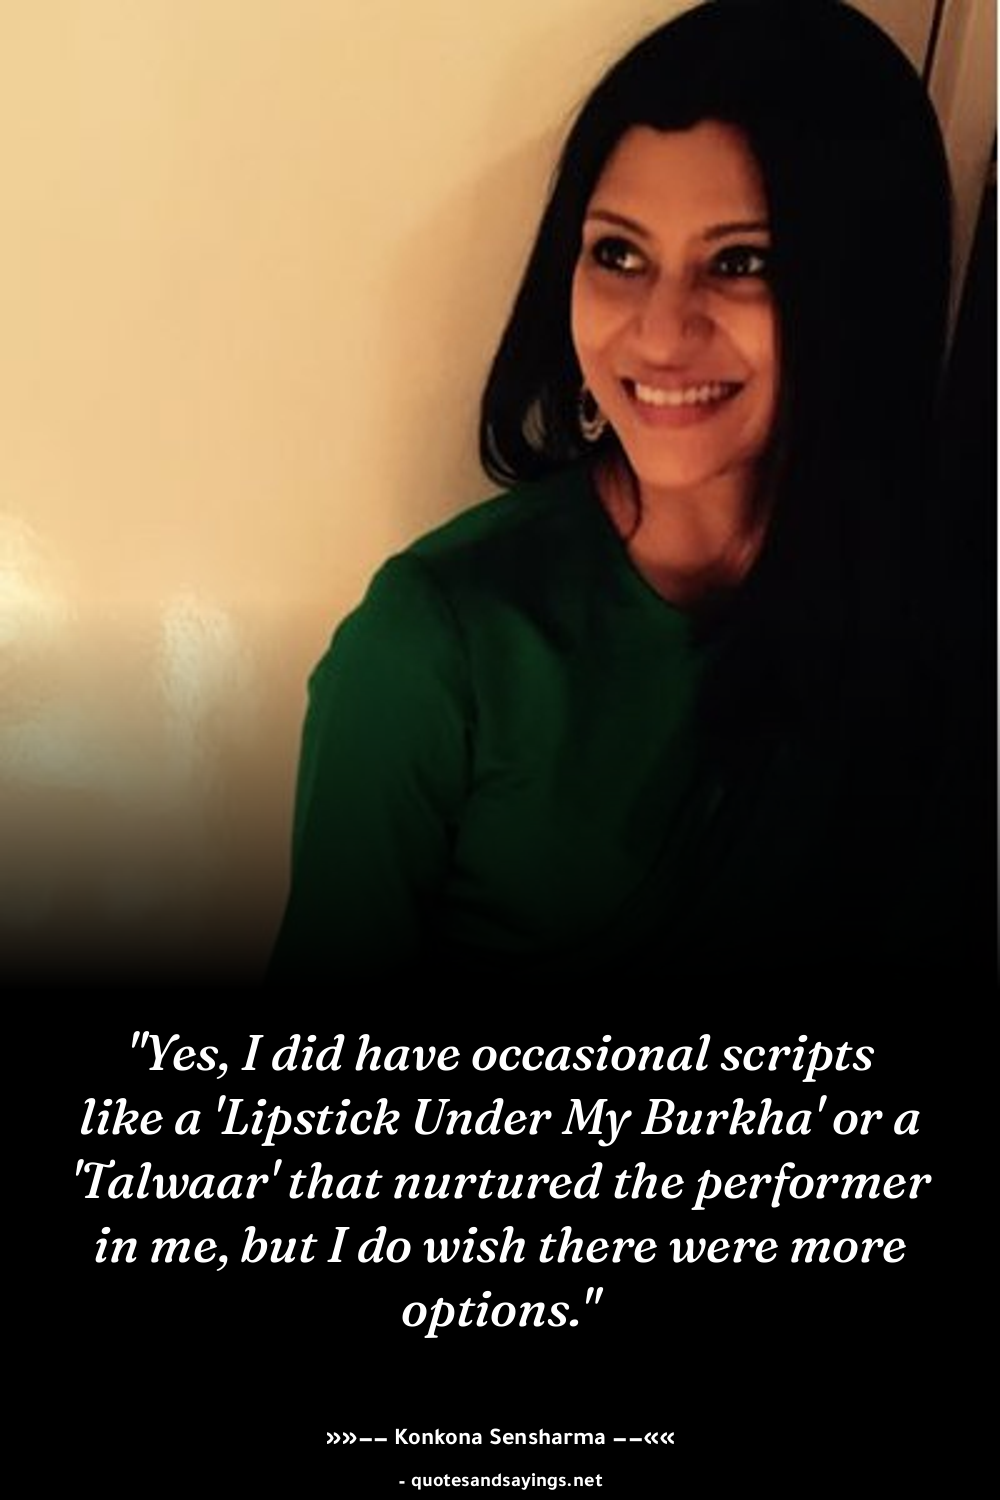 "Yes, I did have occasional scripts
like a 'Lipstick Under My Burkha' or a
'Talwaar' that nurtured the performer
in me, but I do wish there were more
options."
»»−− Konkona Sensharma −−««
- quotesandsayings.net